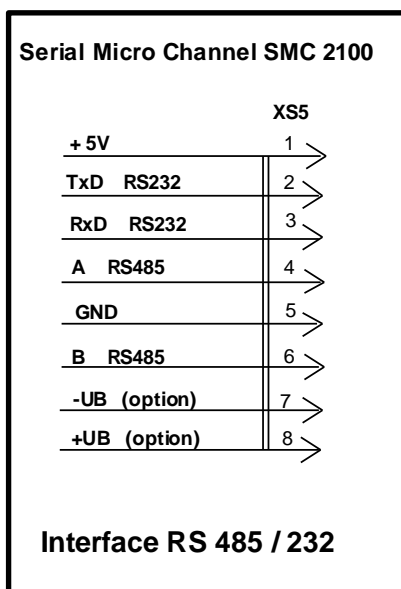 Serial Micro Channel SMC 2100
XS5
+ 5V 1
TxD RS232 2
RxD RS232 3
A RS485 4
GND 5
B RS485 6
-UB (option) 7
+UB (option) 8
Interface RS 485 / 232